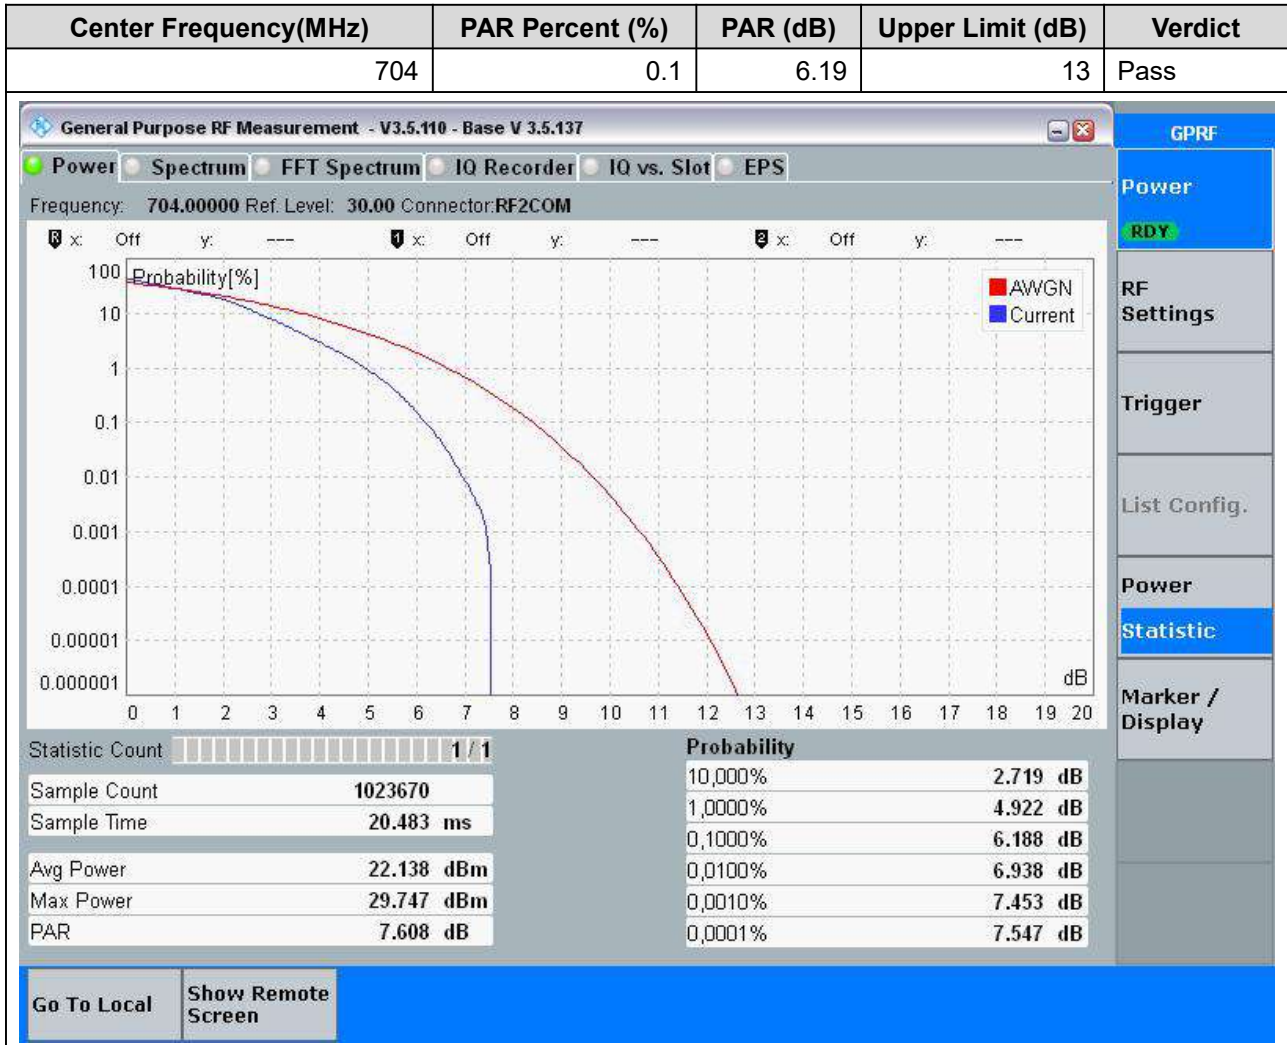 Center Frequency(MHz) PAR Percent (%) PAR (dB) Upper Limit (dB) Verdict
704 0.1 6.19 13 Pass
General Purpose RF Measurement - V3.5.110 - Base V 3.5.137
GPRF
Power Spectrum FFT Spectrum IQ Recorder IQ vs. Slot EPS
Power
RDY
Frequency: 704.00000 Ref. Level: 30.00 Connector:RF2COM
R x: Off y: --- 1 x: Off y: --- 2 x: Off y: ---
Probability[%]
AWGN
Current
100
10
1
0.1
0.01
0.001
0.0001
0.00001
0.000001
dB
0 1 2 3 4 5 6 7 8 9 10 11 12 13 14 15 16 17 18 19 20
RF
Settings
Trigger
List Config.
Power
Statistic
Marker /
Display
Statistic Count 1 / 1
Sample Count 1023670
Sample Time 20.483 ms
Avg Power 22.138 dBm
Max Power 29.747 dBm
PAR 7.608 dB
Probability
10,000% 2.719 dB
1,0000% 4.922 dB
0,1000% 6.188 dB
0,0100% 6.938 dB
0,0010% 7.453 dB
0,0001% 7.547 dB
Go To Local
Show Remote
Screen